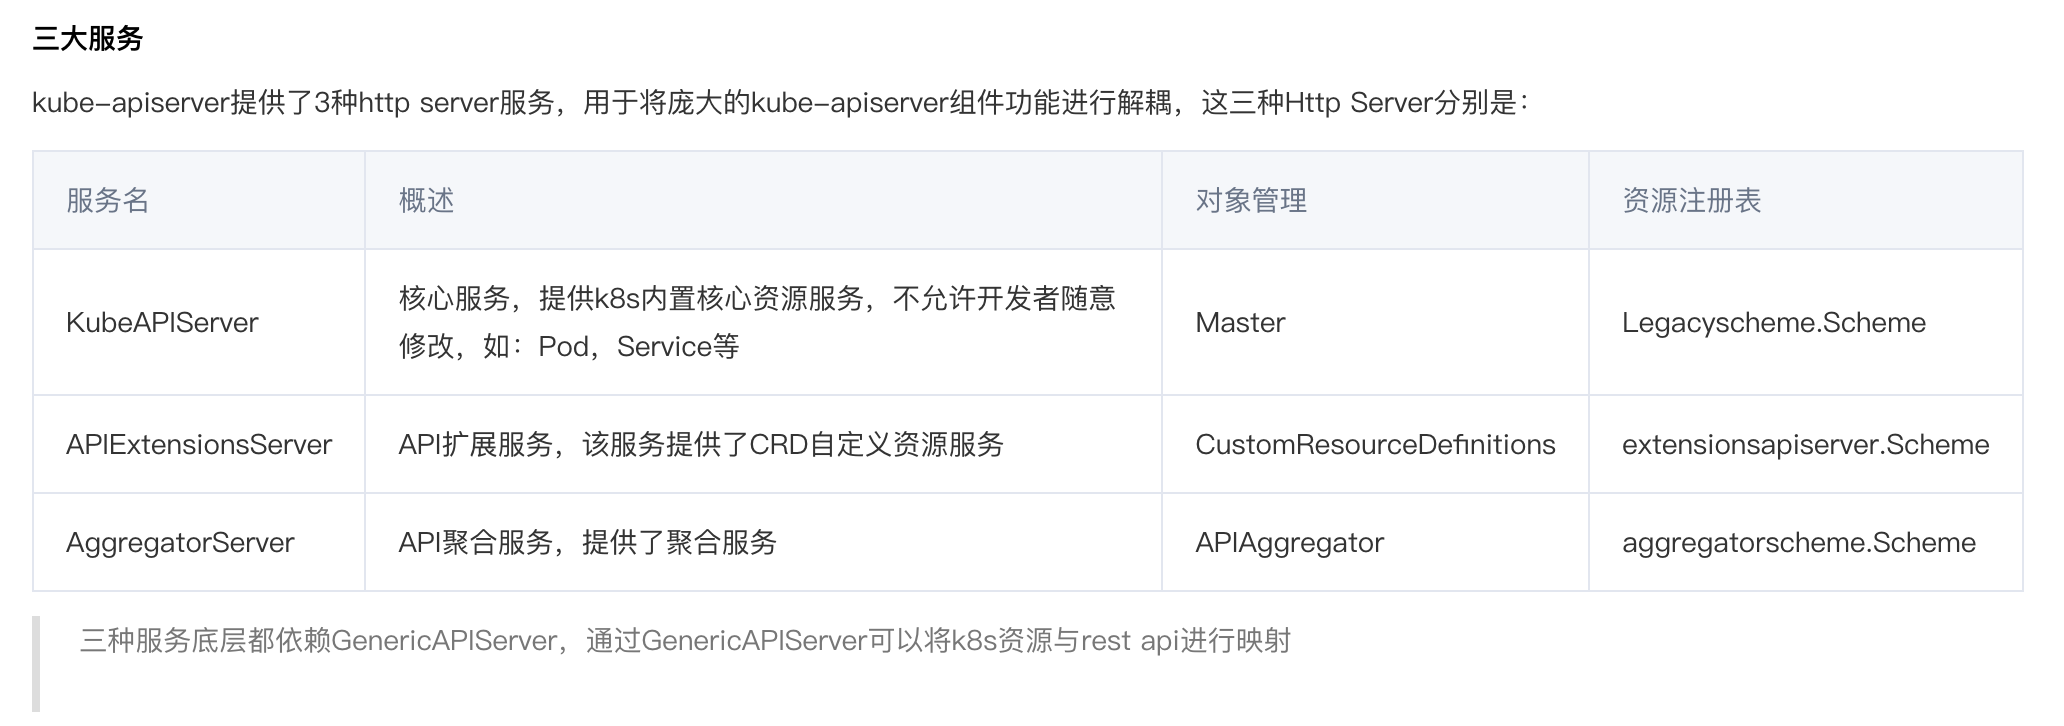 三大服务
kube-apiserver提供了3种http server服务，用于将庞大的kube-apiserver组件功能进行解耦，这三种Http Server分别是：
服务名 概述 对象管理 资源注册表
KubeAPIServer 核心服务，提供k8s内置核心资源服务，不允许开发者随意 Master Legacyscheme.Scheme
修改，如：Pod，Service等
APIExtensionsServer API扩展服务，该服务提供了CRD自定义资源服务 CustomResourceDefinitions extensionsapiserver.Scheme
AggregatorServer API聚合服务，提供了聚合服务 APIAggregator aggregatorscheme.Scheme
三种服务底层都依赖GenericAPIServer，通过GenericAPIServer可以将k8s资源与rest api进行映射